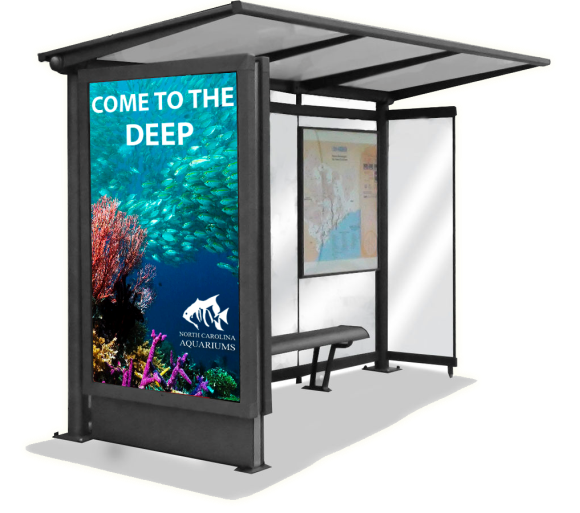 COME TO THE
DEEP
NORTH CAROLINA
AQUARIUMS